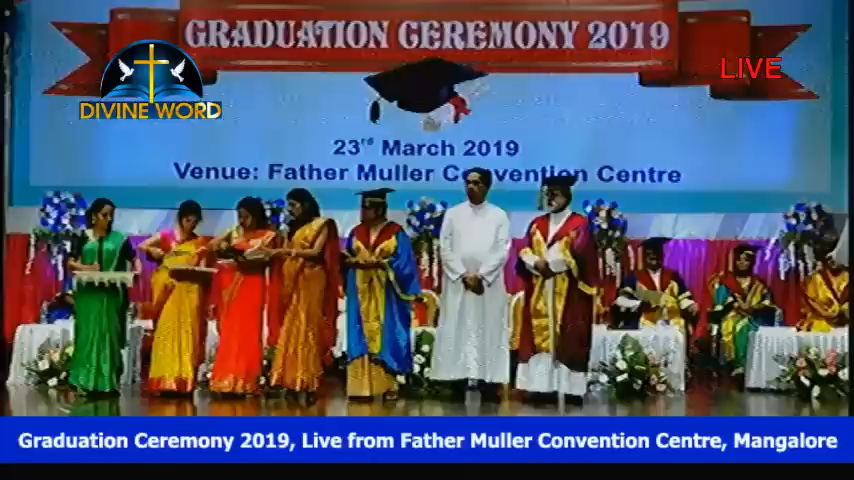 GRADUATION CEREMONY 2019
LIVE
DIVINE WORD
23rd March 2019
Venue: Father Muller Convention Centre
Graduation Ceremony 2019, Live from Father Muller Convention Centre, Mangalore